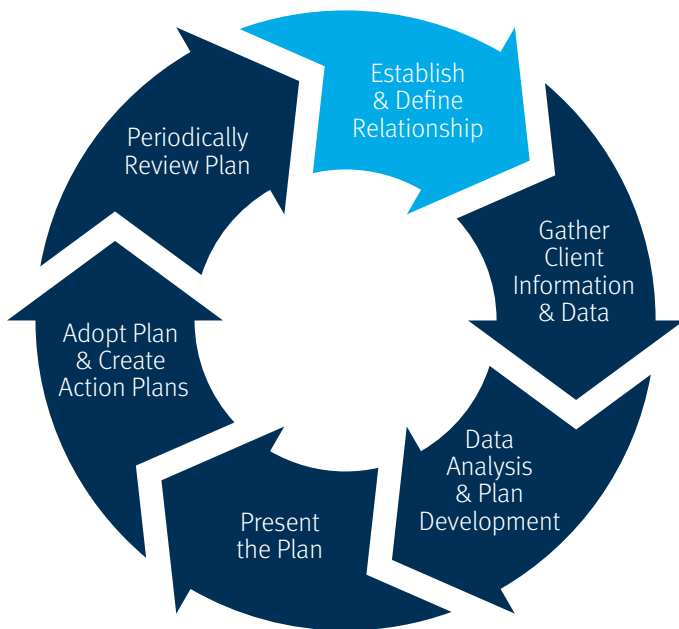 Establish
& Define
Relationship
Gather
Client
Information
& Data
Data
Analysis
& Plan
Development
Present
the Plan
Adopt Plan
& Create
Action Plans
Periodically
Review Plan